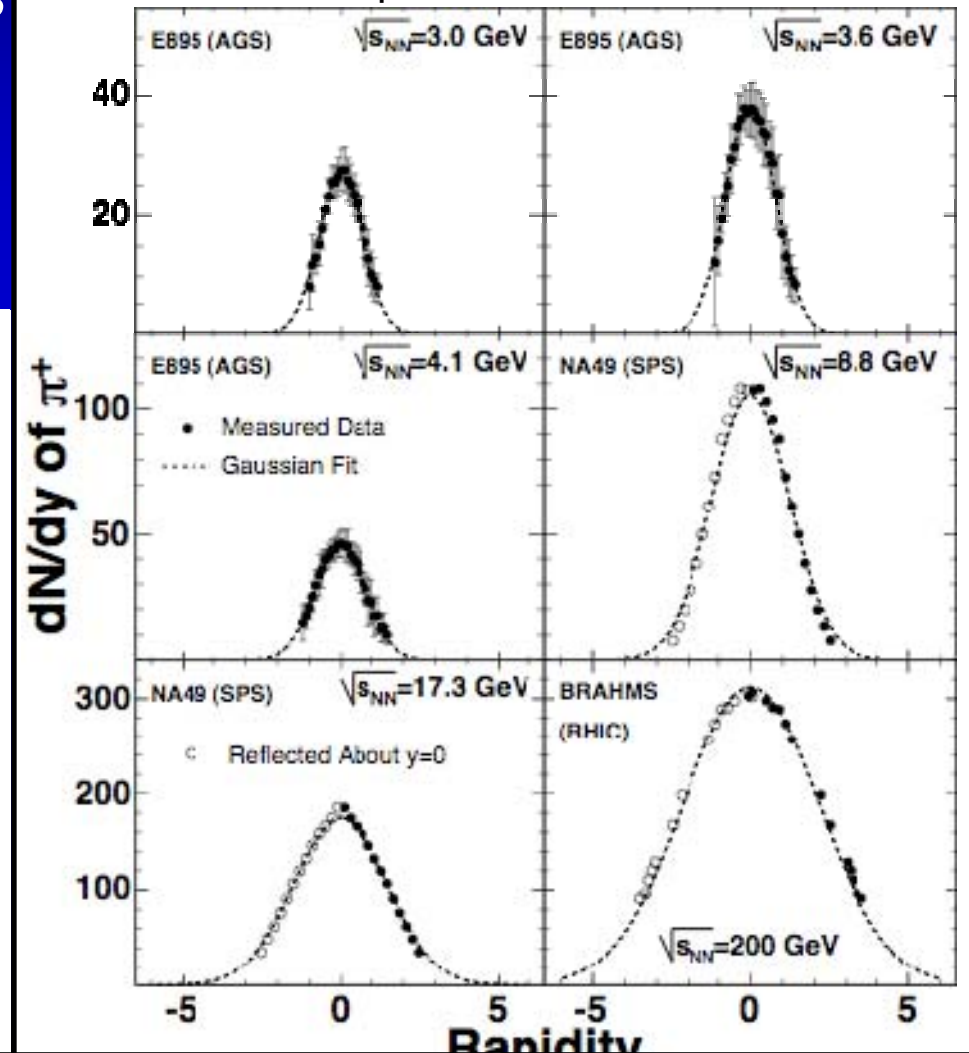 E895 (AGS) √s_NN=3.0 GeV
E895 (AGS) √s_NN=3.6 GeV
40
20
E895 (AGS) √s_NN=4.1 GeV
NA49 (SPS) √s_NN=8.8 GeV
dN/dy of π⁺
100
Measured Data
Gaussian Fit
50
NA49 (SPS) √s_NN=17.3 GeV
BRAHMS
(RHIC)
300
Reflected About y=0
200
100
√s_NN=200 GeV
-5 0 5
-5 0 5
Rapidity